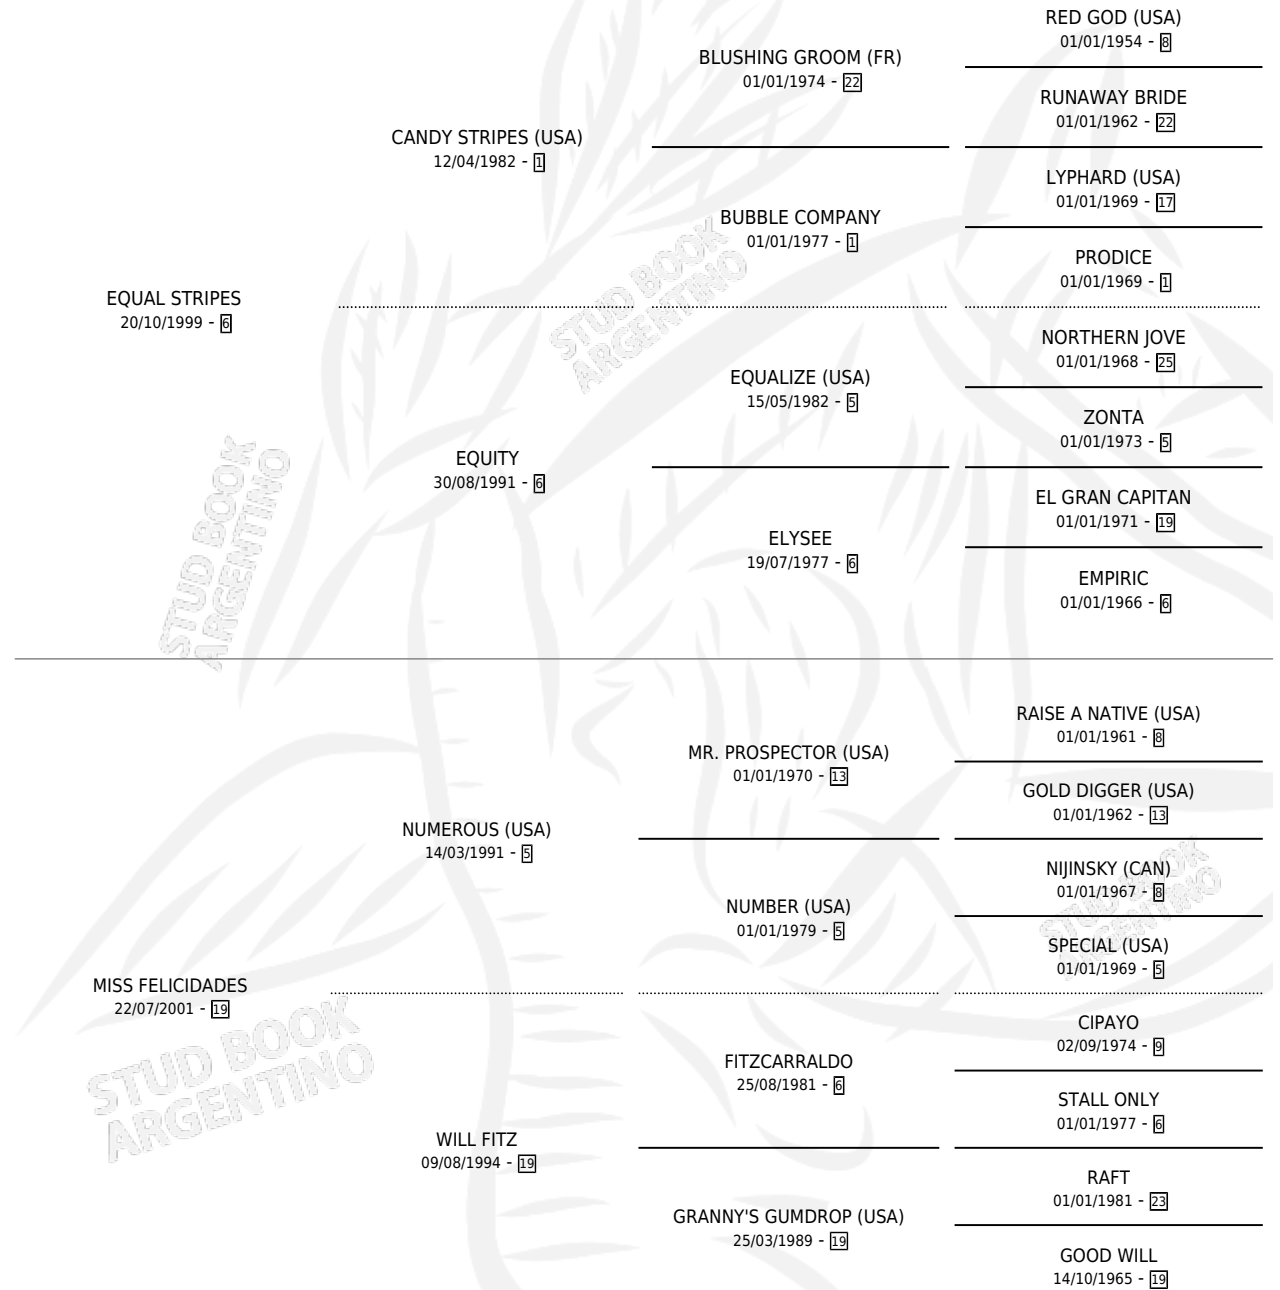 RED GOD (USA)
01/01/1954 - 8
BLUSHING GROOM (FR)
01/01/1974 - 22
RUNAWAY BRIDE
01/01/1962 - 22
CANDY STRIPES (USA)
12/04/1982 - 1
LYPHARD (USA)
01/01/1969 - 17
BUBBLE COMPANY
01/01/1977 - 1
PRODICE
01/01/1969 - 1
EQUAL STRIPES
20/10/1999 - 6
STUD BOOK
ARGENTINO
NORTHERN JOVE
01/01/1968 - 25
EQUALIZE (USA)
15/05/1982 - 5
ZONTA
01/01/1973 - 5
EQUITY
30/08/1991 - 6
EL GRAN CAPITAN
01/01/1971 - 19
ELYSEE
19/07/1977 - 6
EMPIRIC
01/01/1966 - 6
STUD BOOK
ARGENTINO
RAISE A NATIVE (USA)
01/01/1961 - 8
MR. PROSPECTOR (USA)
01/01/1970 - 13
GOLD DIGGER (USA)
01/01/1962 - 13
NUMEROUS (USA)
14/03/1991 - 5
NIJINSKY (CAN)
01/01/1967 - 8
NUMBER (USA)
01/01/1979 - 5
STUD BOOK
ARGENTINO
SPECIAL (USA)
01/01/1969 - 5
MISS FELICIDADES
22/07/2001 - 19
STUD BOOK
ARGENTINO
CIPAYO
02/09/1974 - 9
FITZCARRALDO
25/08/1981 - 6
STALL ONLY
01/01/1977 - 6
WILL FITZ
09/08/1994 - 19
RAFT
01/01/1981 - 23
GRANNY'S GUMDROP (USA)
25/03/1989 - 19
GOOD WILL
14/10/1965 - 19